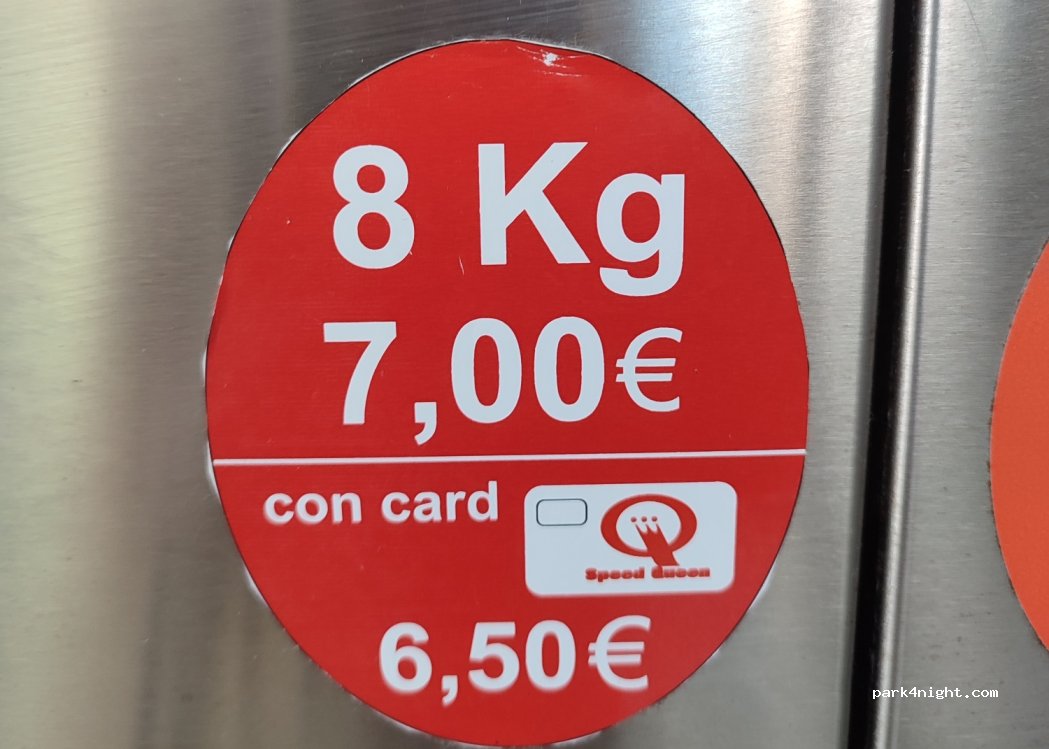 8 Kg
7,00€
con card
Speed Queen
6,50€
park4night.com